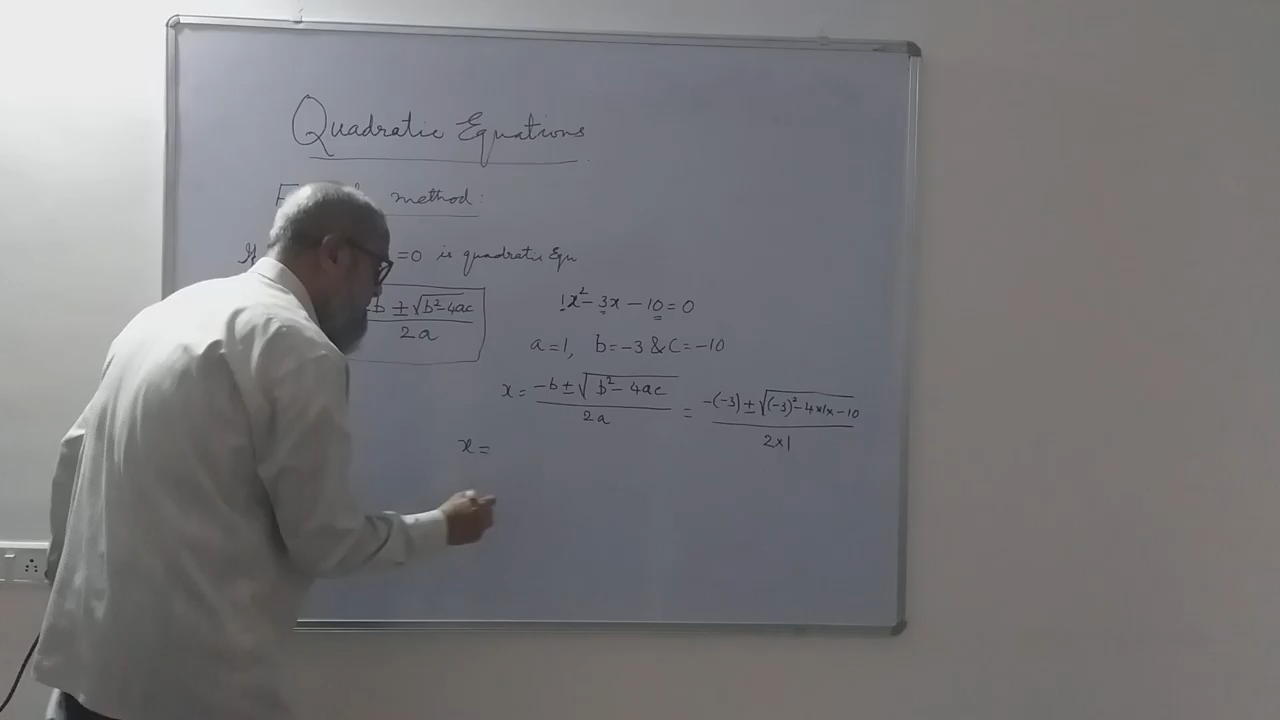 Quadratic Equations
method:
=0 is quadratic Equ
-b ± √b²-4ac / 2a
1x² - 3x - 10 = 0
a=1, b=-3 & C=-10
x = -b ± √b² - 4ac / 2a = -(-3) ± √(-3)² - 4×1×-10 / 2×1
x =